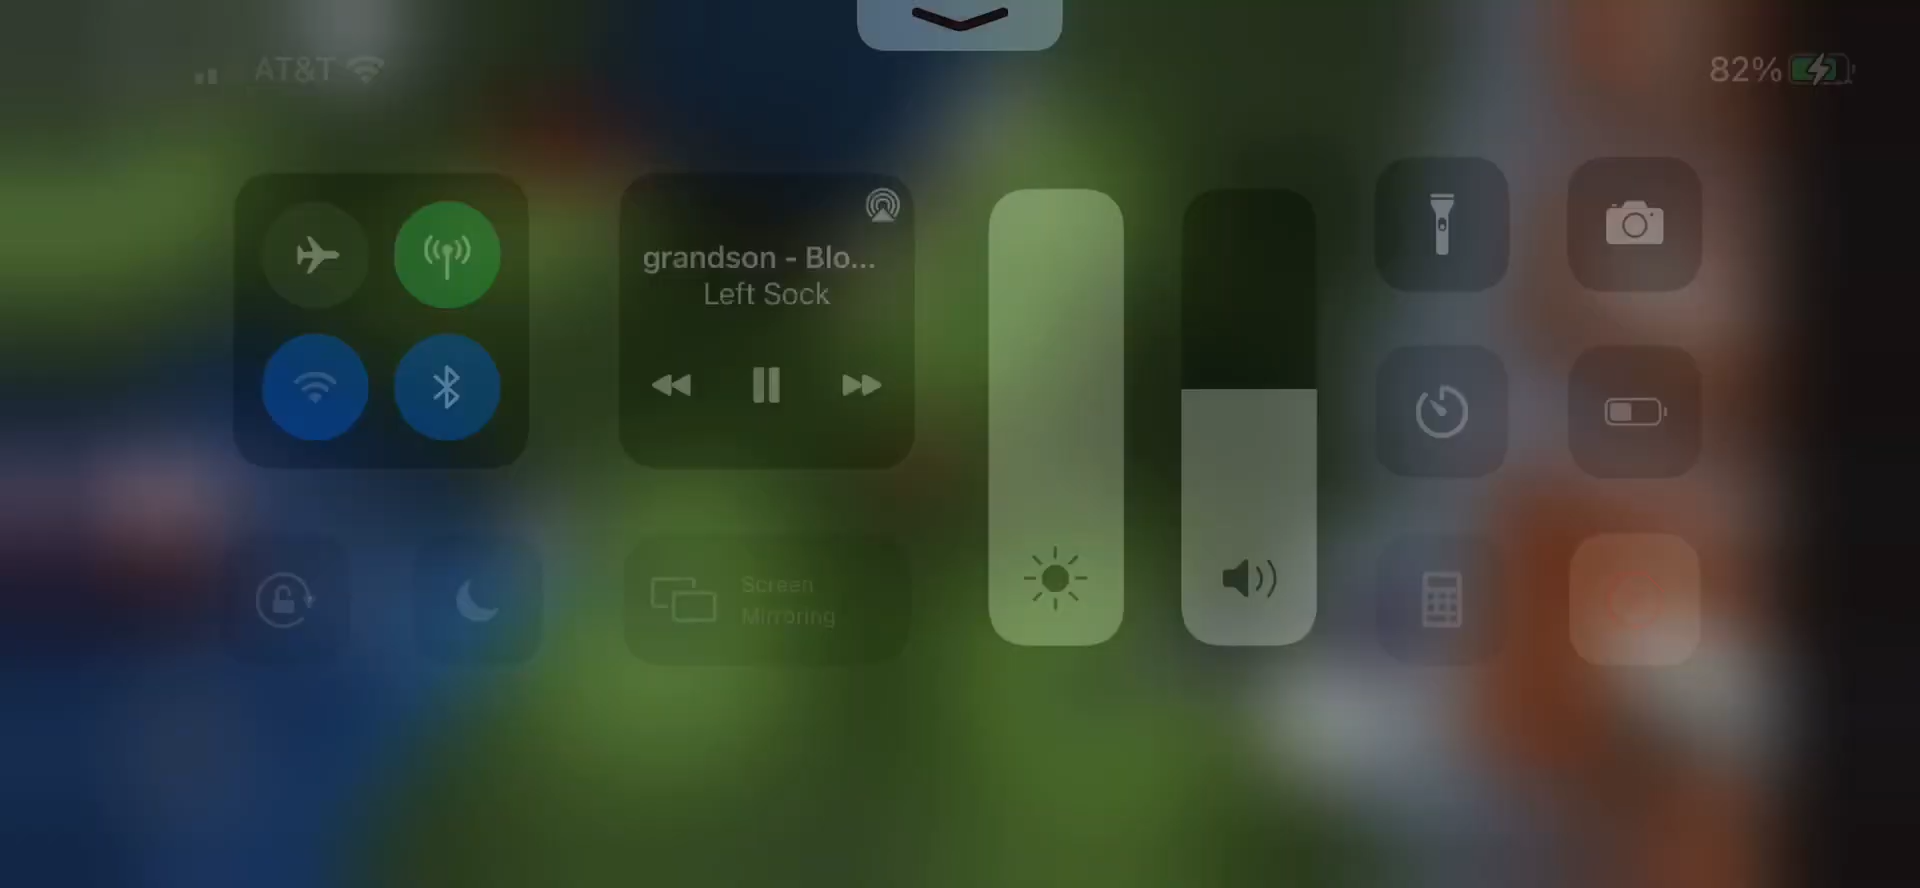 AT&T
82%
grandson - Blo...
Left Sock
Screen
Mirroring